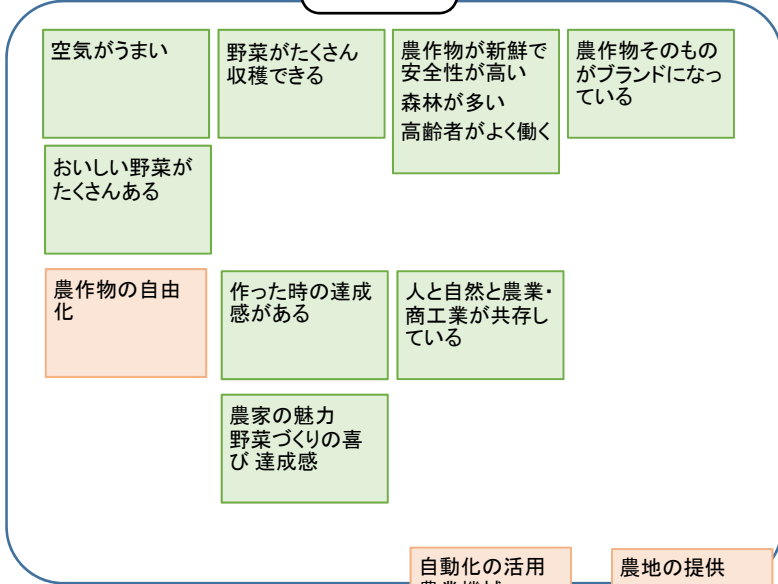 空気がうまい
野菜がたくさん
収穫できる
農作物が新鮮で
安全性が高い
森林が多い
高齢者がよく働く
農作物そのもの
がブランドになっ
ている
おいしい野菜が
たくさんある
農作物の自由
化
作った時の達成
感がある
人と自然と農業・
商工業が共存し
ている
農家の魅力
野菜づくりの喜
び 達成感
自動化の活用
農業機械
農地の提供